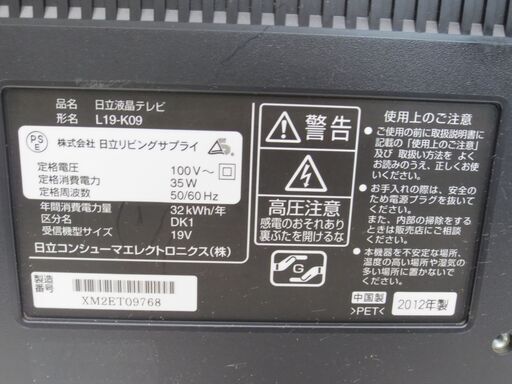 品名 日立液晶テレビ
形名 L19-K09
PS
E
株式会社 日立リビングサプライ
定格電圧 100V～
定格消費電力 35W
定格周波数 50/60Hz
年間消費電力量 32kWh/年
区分名 DK1
受信機型サイズ 19V
日立コンシューマエレクトロニクス(株)
製造
番号
XM2ET09768
警告
高圧注意
感電のおそれあり
裏ぶたを開けるな
G
使用上のご注意
・ご使用の前に取扱説明書に
記載の「使用上のご注意」
及び 取扱い方法を よく
お読みのうえ、正しくお使
いください。
・お手入れの際は、安全の
ため電源プラグを抜いて
ください。
また、内部の掃除をする
ときは販売店にご相談
ください。
・本機を不安定な場所、
温度の高い場所や湿気の
多い場所に置かないで
ください。
中国製
2012年製
>PET<